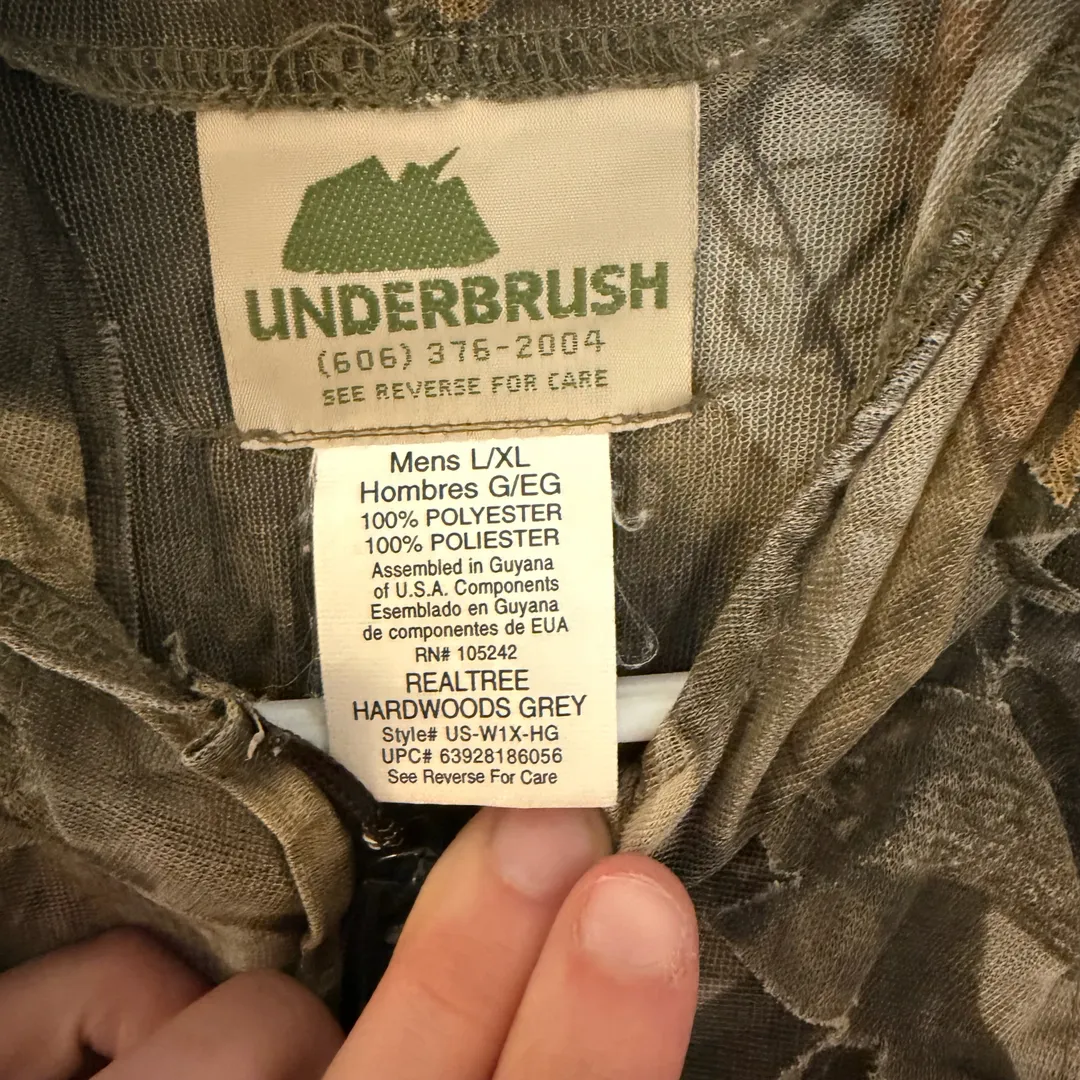 UNDERBRUSH
(606) 376-2004
SEE REVERSE FOR CARE
Mens L/XL
Hombres G/EG
100% POLYESTER
100% POLIESTER
Assembled in Guyana
of U.S.A. Components
Esemblado en Guyana
de componentes de EUA
RN# 105242
REALTREE
HARDWOODS GREY
Style# US-W1X-HG
UPC# 63928186056
See Reverse For Care